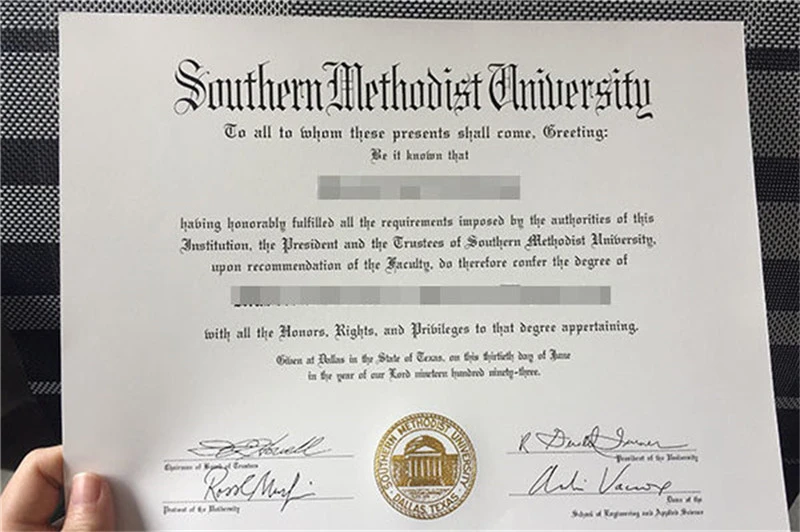 Southern Methodist University
To all to whom these presents shall come, Greeting:
Be it known that
having honorably fulfilled all the requirements imposed by the authorities of this
Institution, the President and the Trustees of Southern Methodist University,
upon recommendation of the Faculty, do therefore confer the degree of
with all the Honors, Rights, and Privileges to that degree appertaining.
Given at Dallas in the State of Texas, on this thirtieth day of June
in the year of our Lord nineteen hundred ninety-three.
Chairman of Board of Trustees
President of the University
Provost of the University
Dean of the
School of Engineering and Applied Science
SOUTHERN METHODIST UNIVERSITY
DALLAS TEXAS